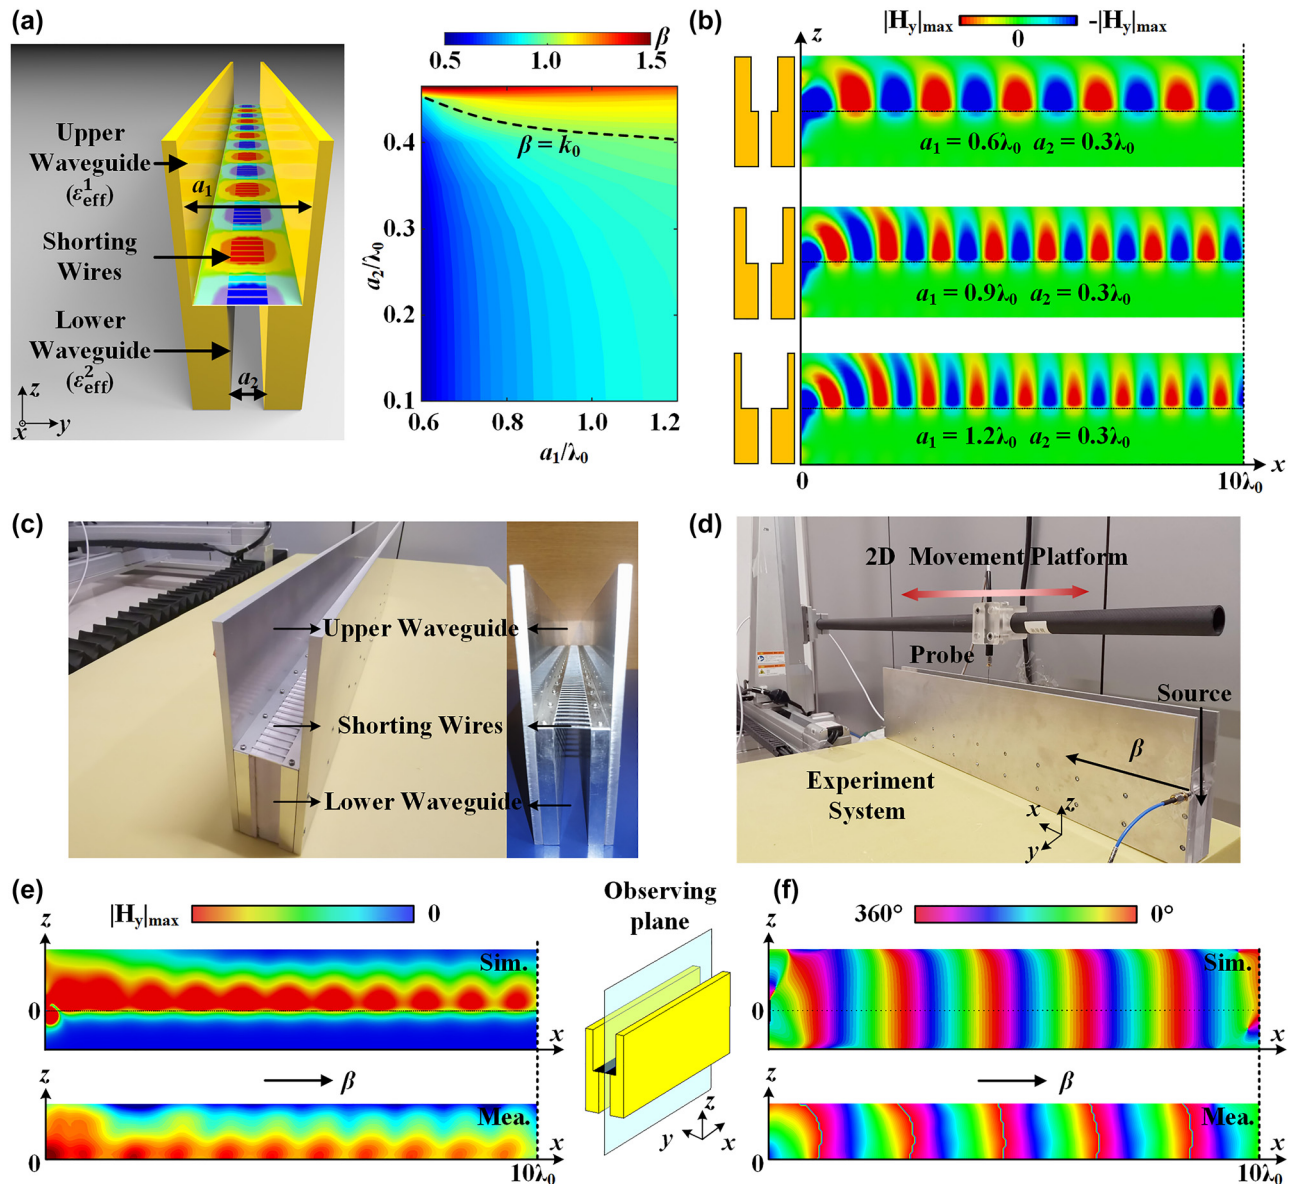 (a)
Upper
Waveguide
(ε¹eff)
a₁
Shorting
Wires
Lower
Waveguide
(ε²eff)
a₂
z
x
y
β
0.5
1.0
1.5
β = k₀
a₂/λ₀
0.4
0.3
0.2
0.1
0.6
0.8
1.0
1.2
a₁/λ₀
(b)
|Hy|max
0
-|Hy|max
z
a₁ = 0.6λ₀ a₂ = 0.3λ₀
a₁ = 0.9λ₀ a₂ = 0.3λ₀
a₁ = 1.2λ₀ a₂ = 0.3λ₀
x
0
10λ₀
(c)
Upper Waveguide
Shorting Wires
Lower Waveguide
(d)
2D Movement Platform
Probe
Source
β
Experiment
System
x
z
y
(e)
|Hy|max
0
z
Sim.
0
x
β
z
Mea.
0
x
10λ₀
Observing
plane
z
y
x
(f)
360°
0°
z
Sim.
0
x
β
z
Mea.
0
x
10λ₀